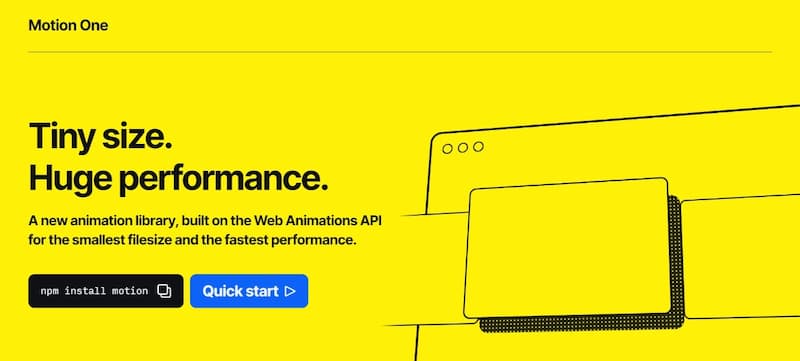 Motion One
Tiny size.
Huge performance.
A new animation library, built on the Web Animations API
for the smallest filesize and the fastest performance.
npm install motion
Quick start